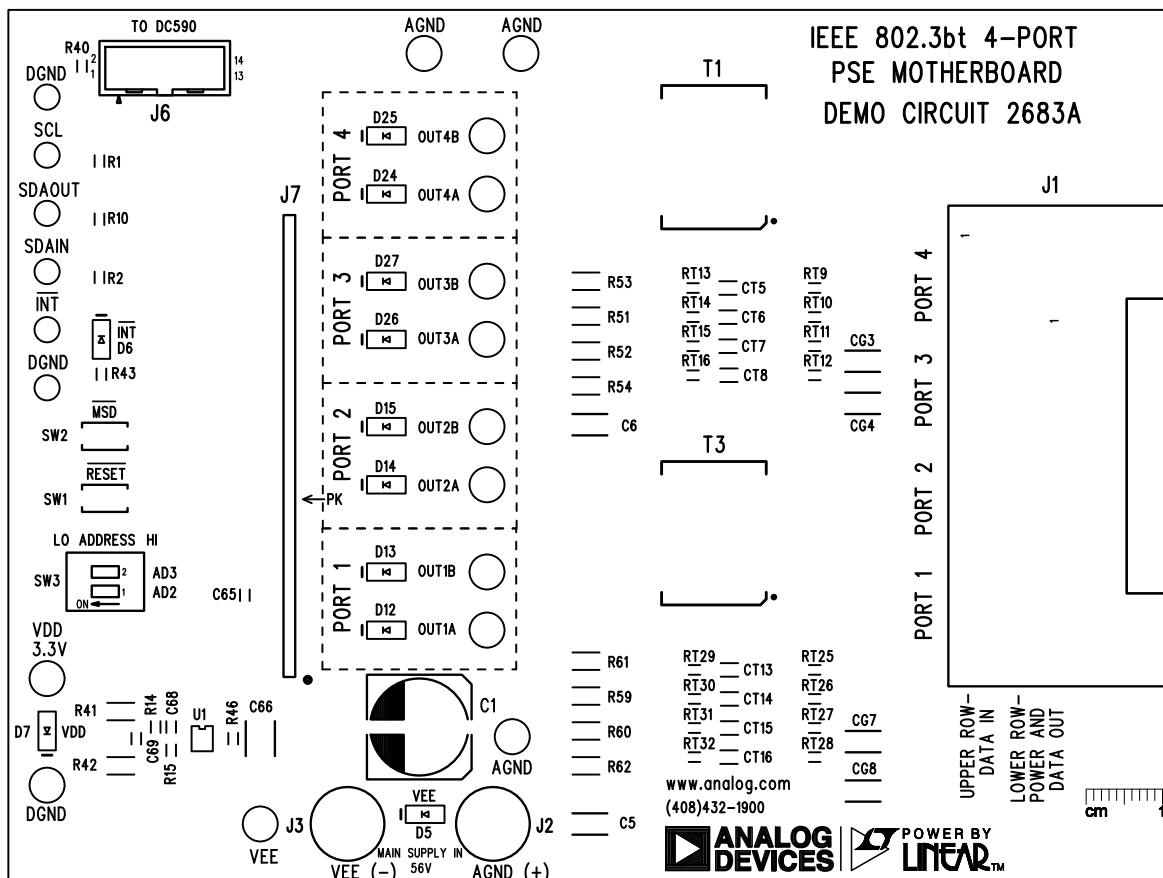 TO DC590
R40
2
1
14
13
J6
DGND
SCL
R1
SDAOUT
R10
SDAIN
R2
INT
INT
D6
DGND
R43
MSD
SW2
RESET
SW1
LO ADDRESS HI
SW3
2
AD3
1
AD2
ON
C65
VDD
3.3V
D7
VDD
R41
R42
DGND
R14
C68
C69
R15
U1
R46
C66
J7
PK
AGND
AGND
PORT 4
D25
OUT4B
D24
OUT4A
PORT 3
D27
OUT3B
D26
OUT3A
PORT 2
D15
OUT2B
D14
OUT2A
PORT 1
D13
OUT1B
D12
OUT1A
C1
AGND
VEE
J3
VEE
D5
J2
MAIN SUPPLY IN
56V
VEE (-)
AGND (+)
IEEE 802.3bt 4-PORT
PSE MOTHERBOARD
DEMO CIRCUIT 2683A
T1
R53
R51
R52
R54
C6
RT13
RT14
RT15
RT16
CT5
CT6
CT7
CT8
RT9
RT10
RT11
RT12
CG3
CG4
T3
R61
R59
R60
R62
C5
RT29
RT30
RT31
RT32
CT13
CT14
CT15
CT16
RT25
RT26
RT27
RT28
CG7
CG8
J1
1
1
PORT 4
PORT 3
PORT 2
PORT 1
UPPER ROW-
DATA IN
LOWER ROW-
POWER AND
DATA OUT
cm
1
www.analog.com
(408)432-1900
ANALOG
DEVICES
LT
POWER BY
LINEAR™